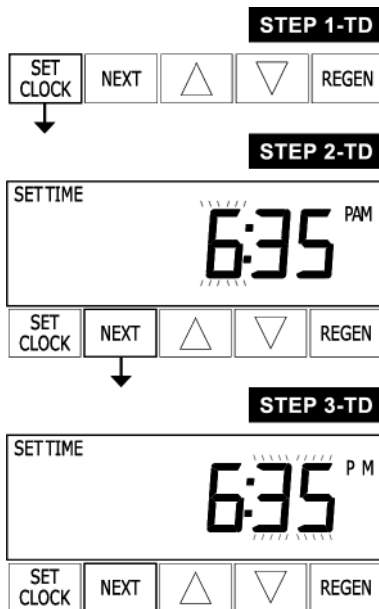 STEP 1-TD
SET CLOCK NEXT REGEN
STEP 2-TD
SET TIME
6:35 PAM
SET CLOCK NEXT REGEN
STEP 3-TD
SET TIME
6:35 P M
SET CLOCK NEXT REGEN